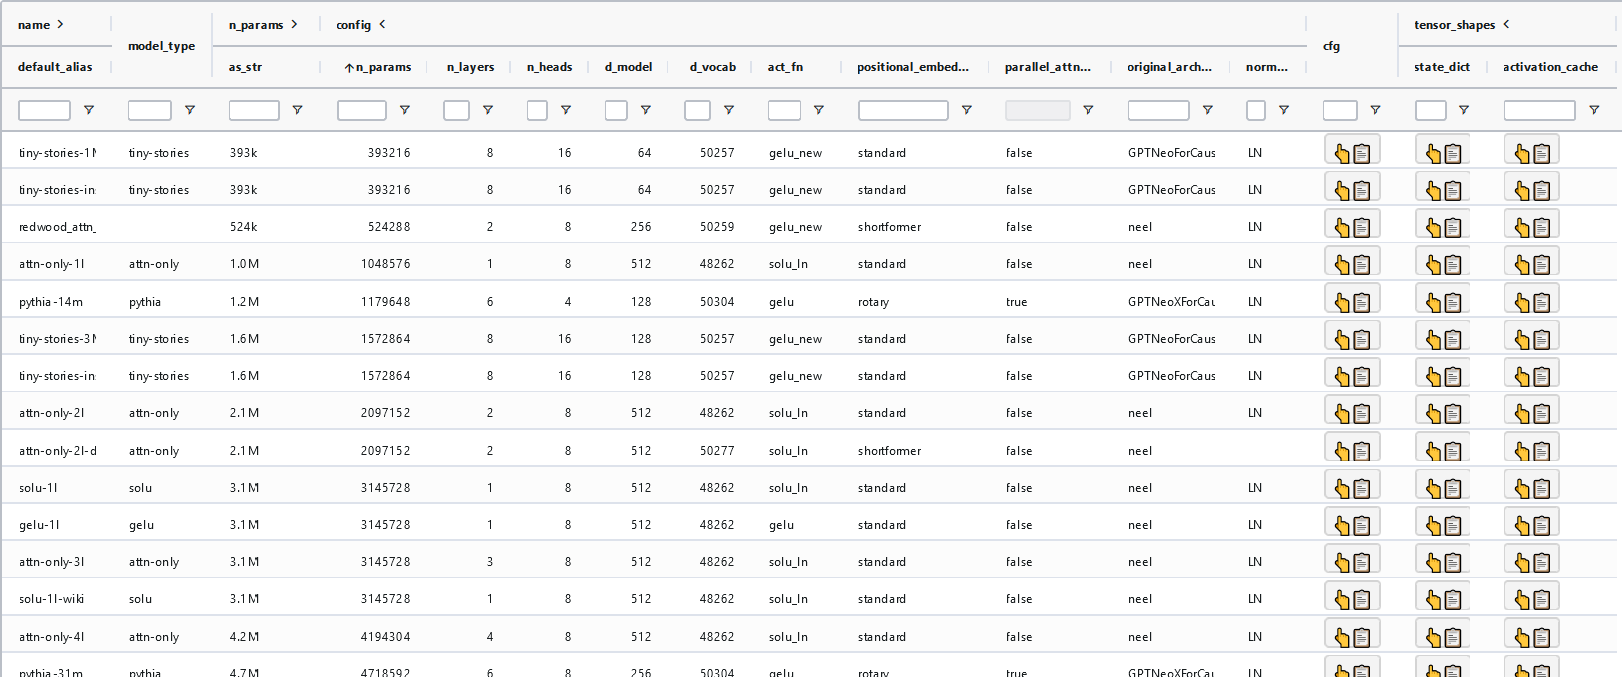 name n_params config tensor_shapes
model_type cfg
default_alias as_str n_params n_layers n_heads d_model d_vocab act_fn positional_embed... parallel_attn... original_arch... norm... state_dict activation_cache
tiny-stories-1M tiny-stories 393k 393216 8 16 64 50257 gelu_new standard false GPTNeoForCaus LN
tiny-stories-in tiny-stories 393k 393216 8 16 64 50257 gelu_new standard false GPTNeoForCaus LN
redwood_attn_ 524k 524288 2 8 256 50259 gelu_new shortformer false neel LN
attn-only-1l attn-only 1.0M 1048576 1 8 512 48262 solu_ln standard false neel LN
pythia-14m pythia 1.2M 1179648 6 4 128 50304 gelu rotary true GPTNeoXForCau LN
tiny-stories-3M tiny-stories 1.6M 1572864 8 16 128 50257 gelu_new standard false GPTNeoForCaus LN
tiny-stories-in tiny-stories 1.6M 1572864 8 16 128 50257 gelu_new standard false GPTNeoForCaus LN
attn-only-2l attn-only 2.1M 2097152 2 8 512 48262 solu_ln standard false neel LN
attn-only-2l-d attn-only 2.1M 2097152 2 8 512 50277 solu_ln shortformer false neel
solu-1l solu 3.1M 3145728 1 8 512 48262 solu_ln standard false neel LN
gelu-1l gelu 3.1M 3145728 1 8 512 48262 gelu standard false neel LN
attn-only-3l attn-only 3.1M 3145728 3 8 512 48262 solu_ln standard false neel LN
solu-1l-wiki solu 3.1M 3145728 1 8 512 48262 solu_ln standard false neel LN
attn-only-4l attn-only 4.2M 4194304 4 8 512 48262 solu_ln standard false neel LN
pythia-31m pythia 4.7M 4718592 6 8 256 50304 gelu rotary true GPTNeoXForCau LN